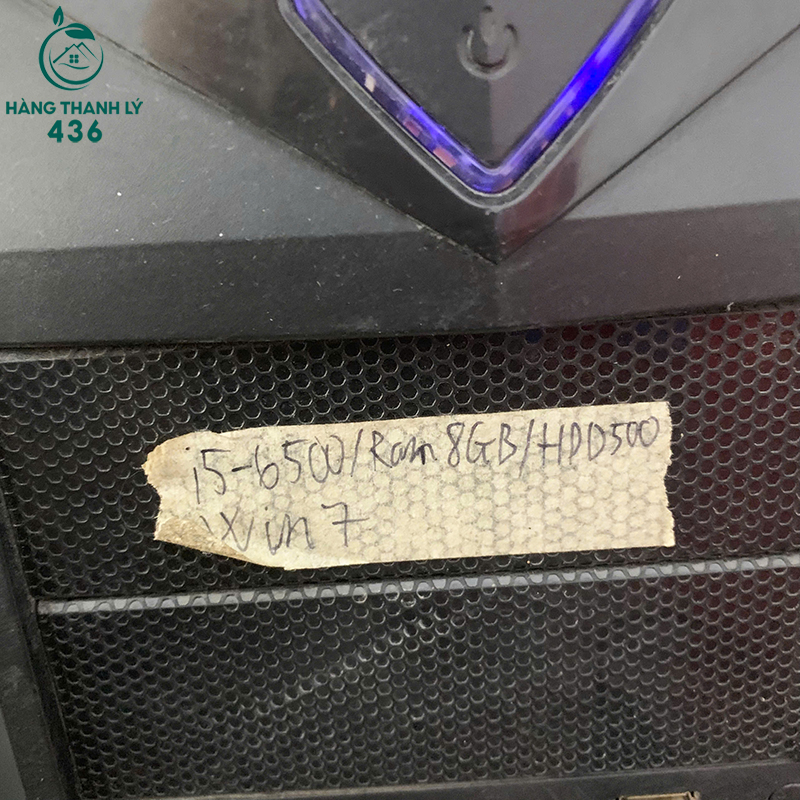 HÀNG THANH LÝ
436
i5-6500/Ram 8GB/HDD500
Win 7